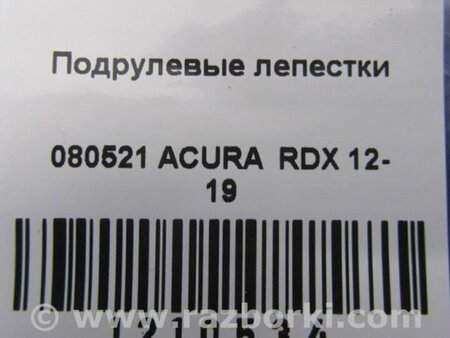 Подрулевые лепестки
080521 ACURA RDX 12-
19
© www.razborki.com